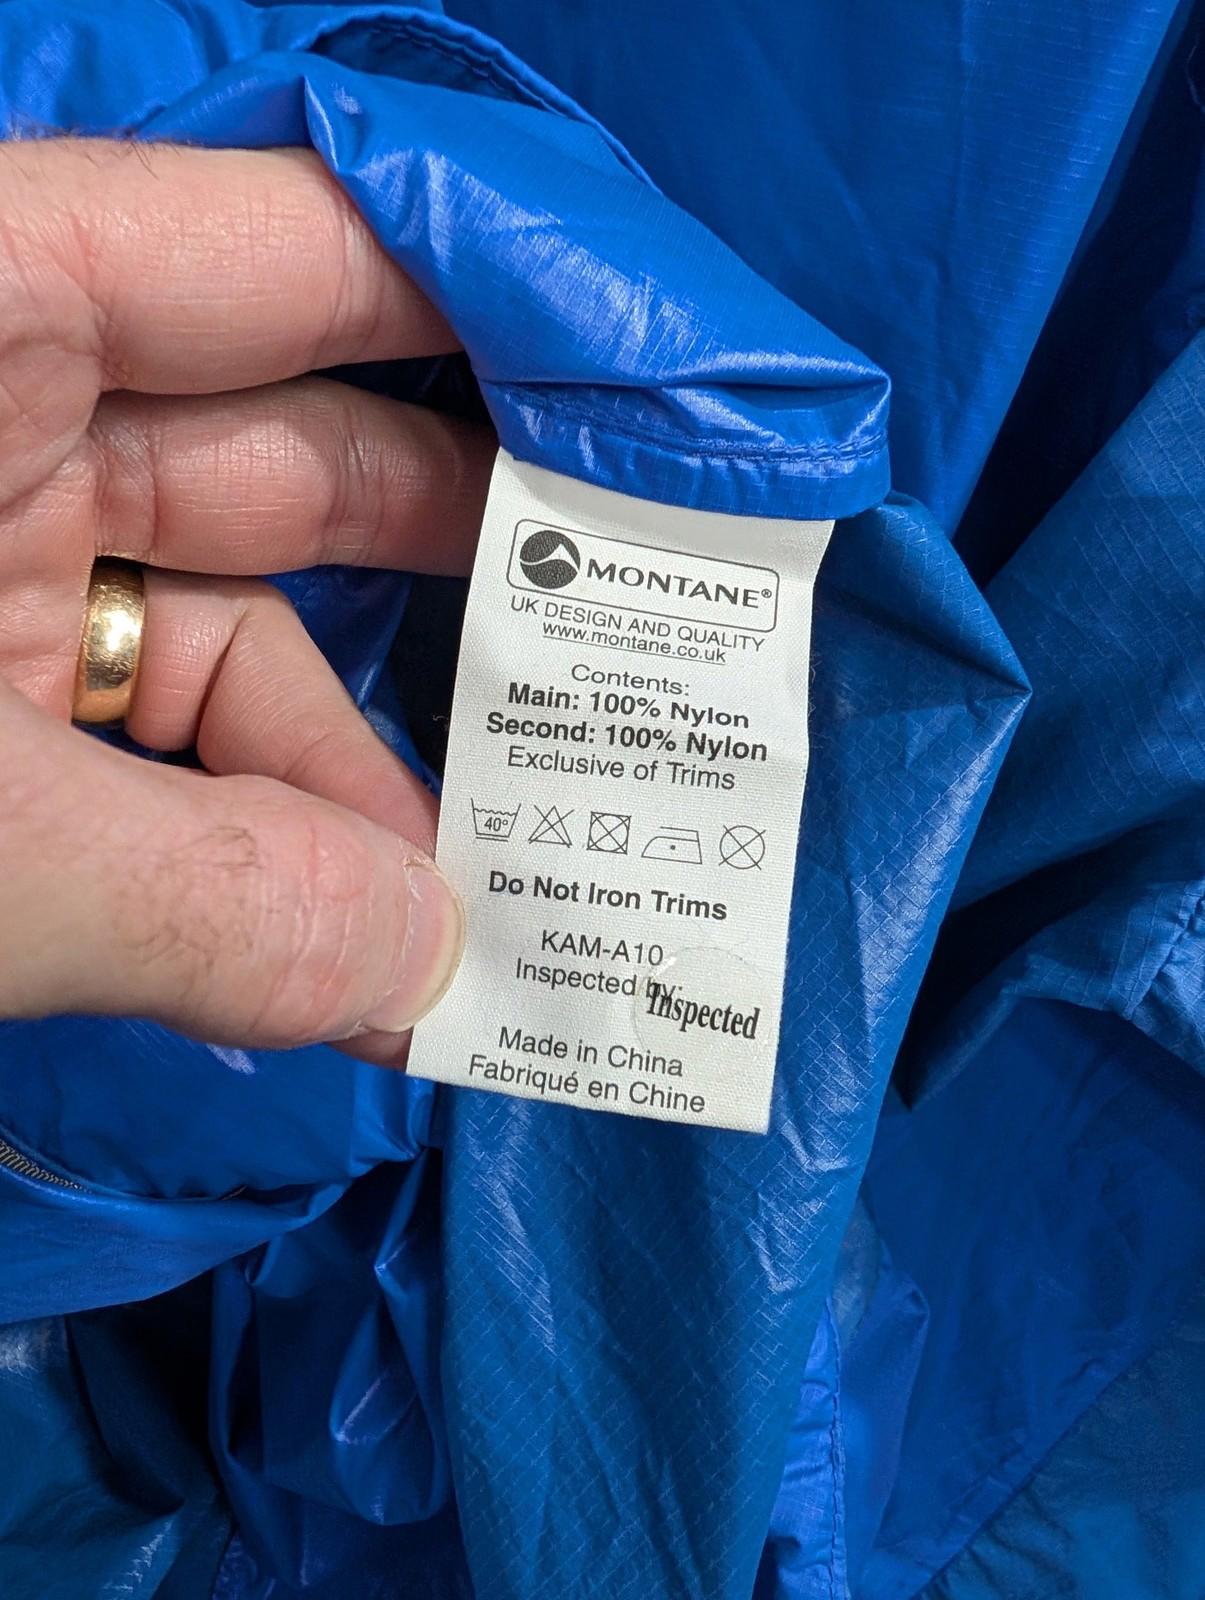 MONTANE®
UK DESIGN AND QUALITY
www.montane.co.uk
Contents:
Main: 100% Nylon
Second: 100% Nylon
Exclusive of Trims
40°
Do Not Iron Trims
KAM-A10
Inspected by:
Inspected
Made in China
Fabriqué en Chine